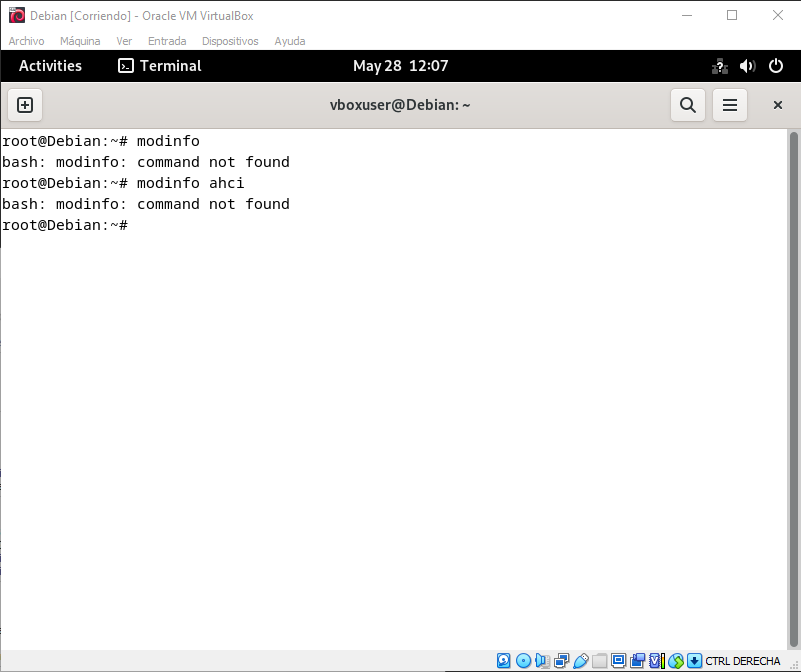 Debian [Corriendo] - Oracle VM VirtualBox
Archivo Máquina Ver Entrada Dispositivos Ayuda
Activities Terminal May 28 12:07
vboxuser@Debian: ~
root@Debian:~# modinfo
bash: modinfo: command not found
root@Debian:~# modinfo ahci
bash: modinfo: command not found
root@Debian:~#
CTRL DERECHA